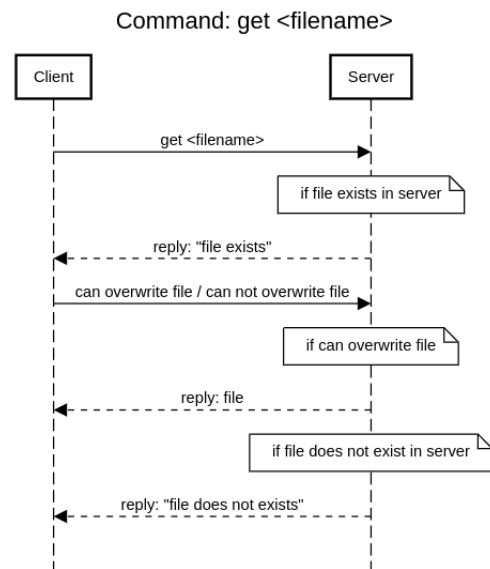 Command: get <filename>
Client
Server
get <filename>
if file exists in server
reply: "file exists"
can overwrite file / can not overwrite file
if can overwrite file
reply: file
if file does not exist in server
reply: "file does not exists"